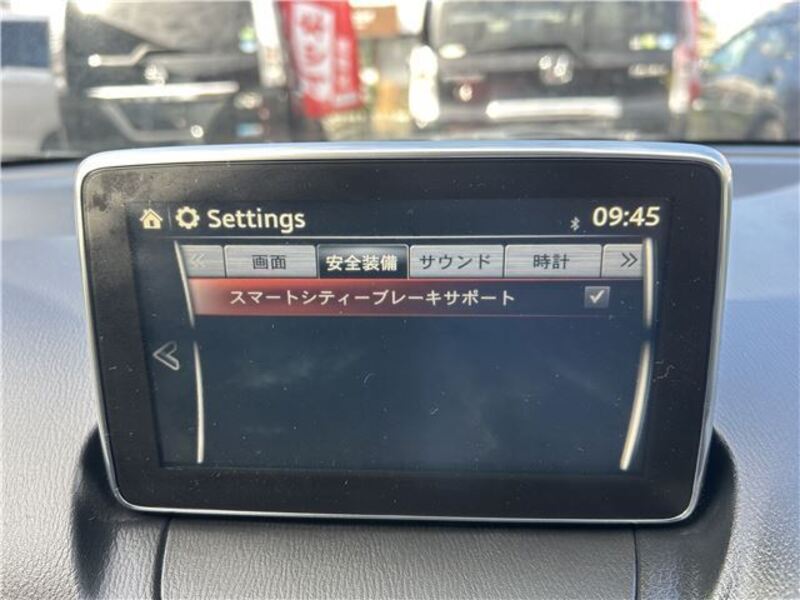 Settings 09:45
画面 安全装備 サウンド 時計
スマートシティーブレーキサポート